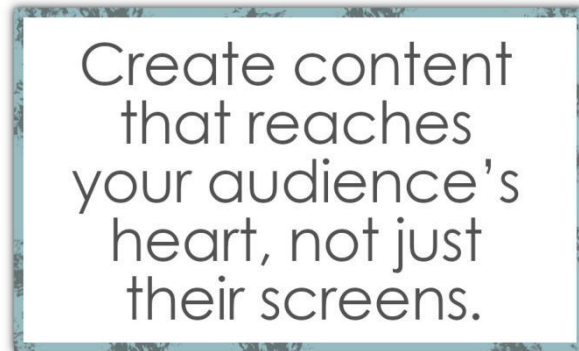 Create content
that reaches
your audience’s
heart, not just
their screens.